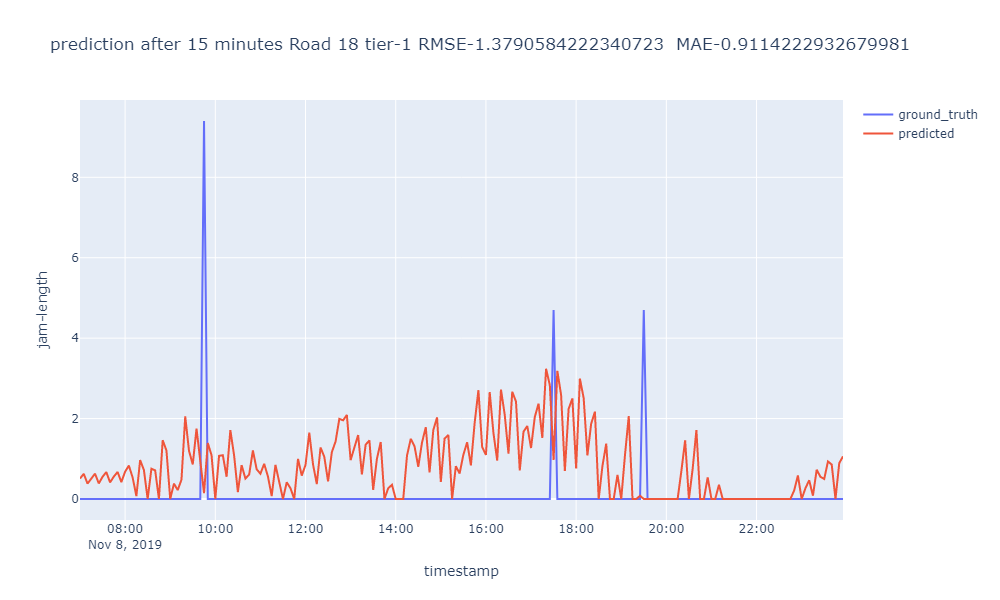 prediction after 15 minutes Road 18 tier-1 RMSE-1.3790584222340723  MAE-0.9114222932679981
ground_truth
predicted
8
6
4
2
0
jam-length
08:00 10:00 12:00 14:00 16:00 18:00 20:00 22:00
Nov 8, 2019
timestamp